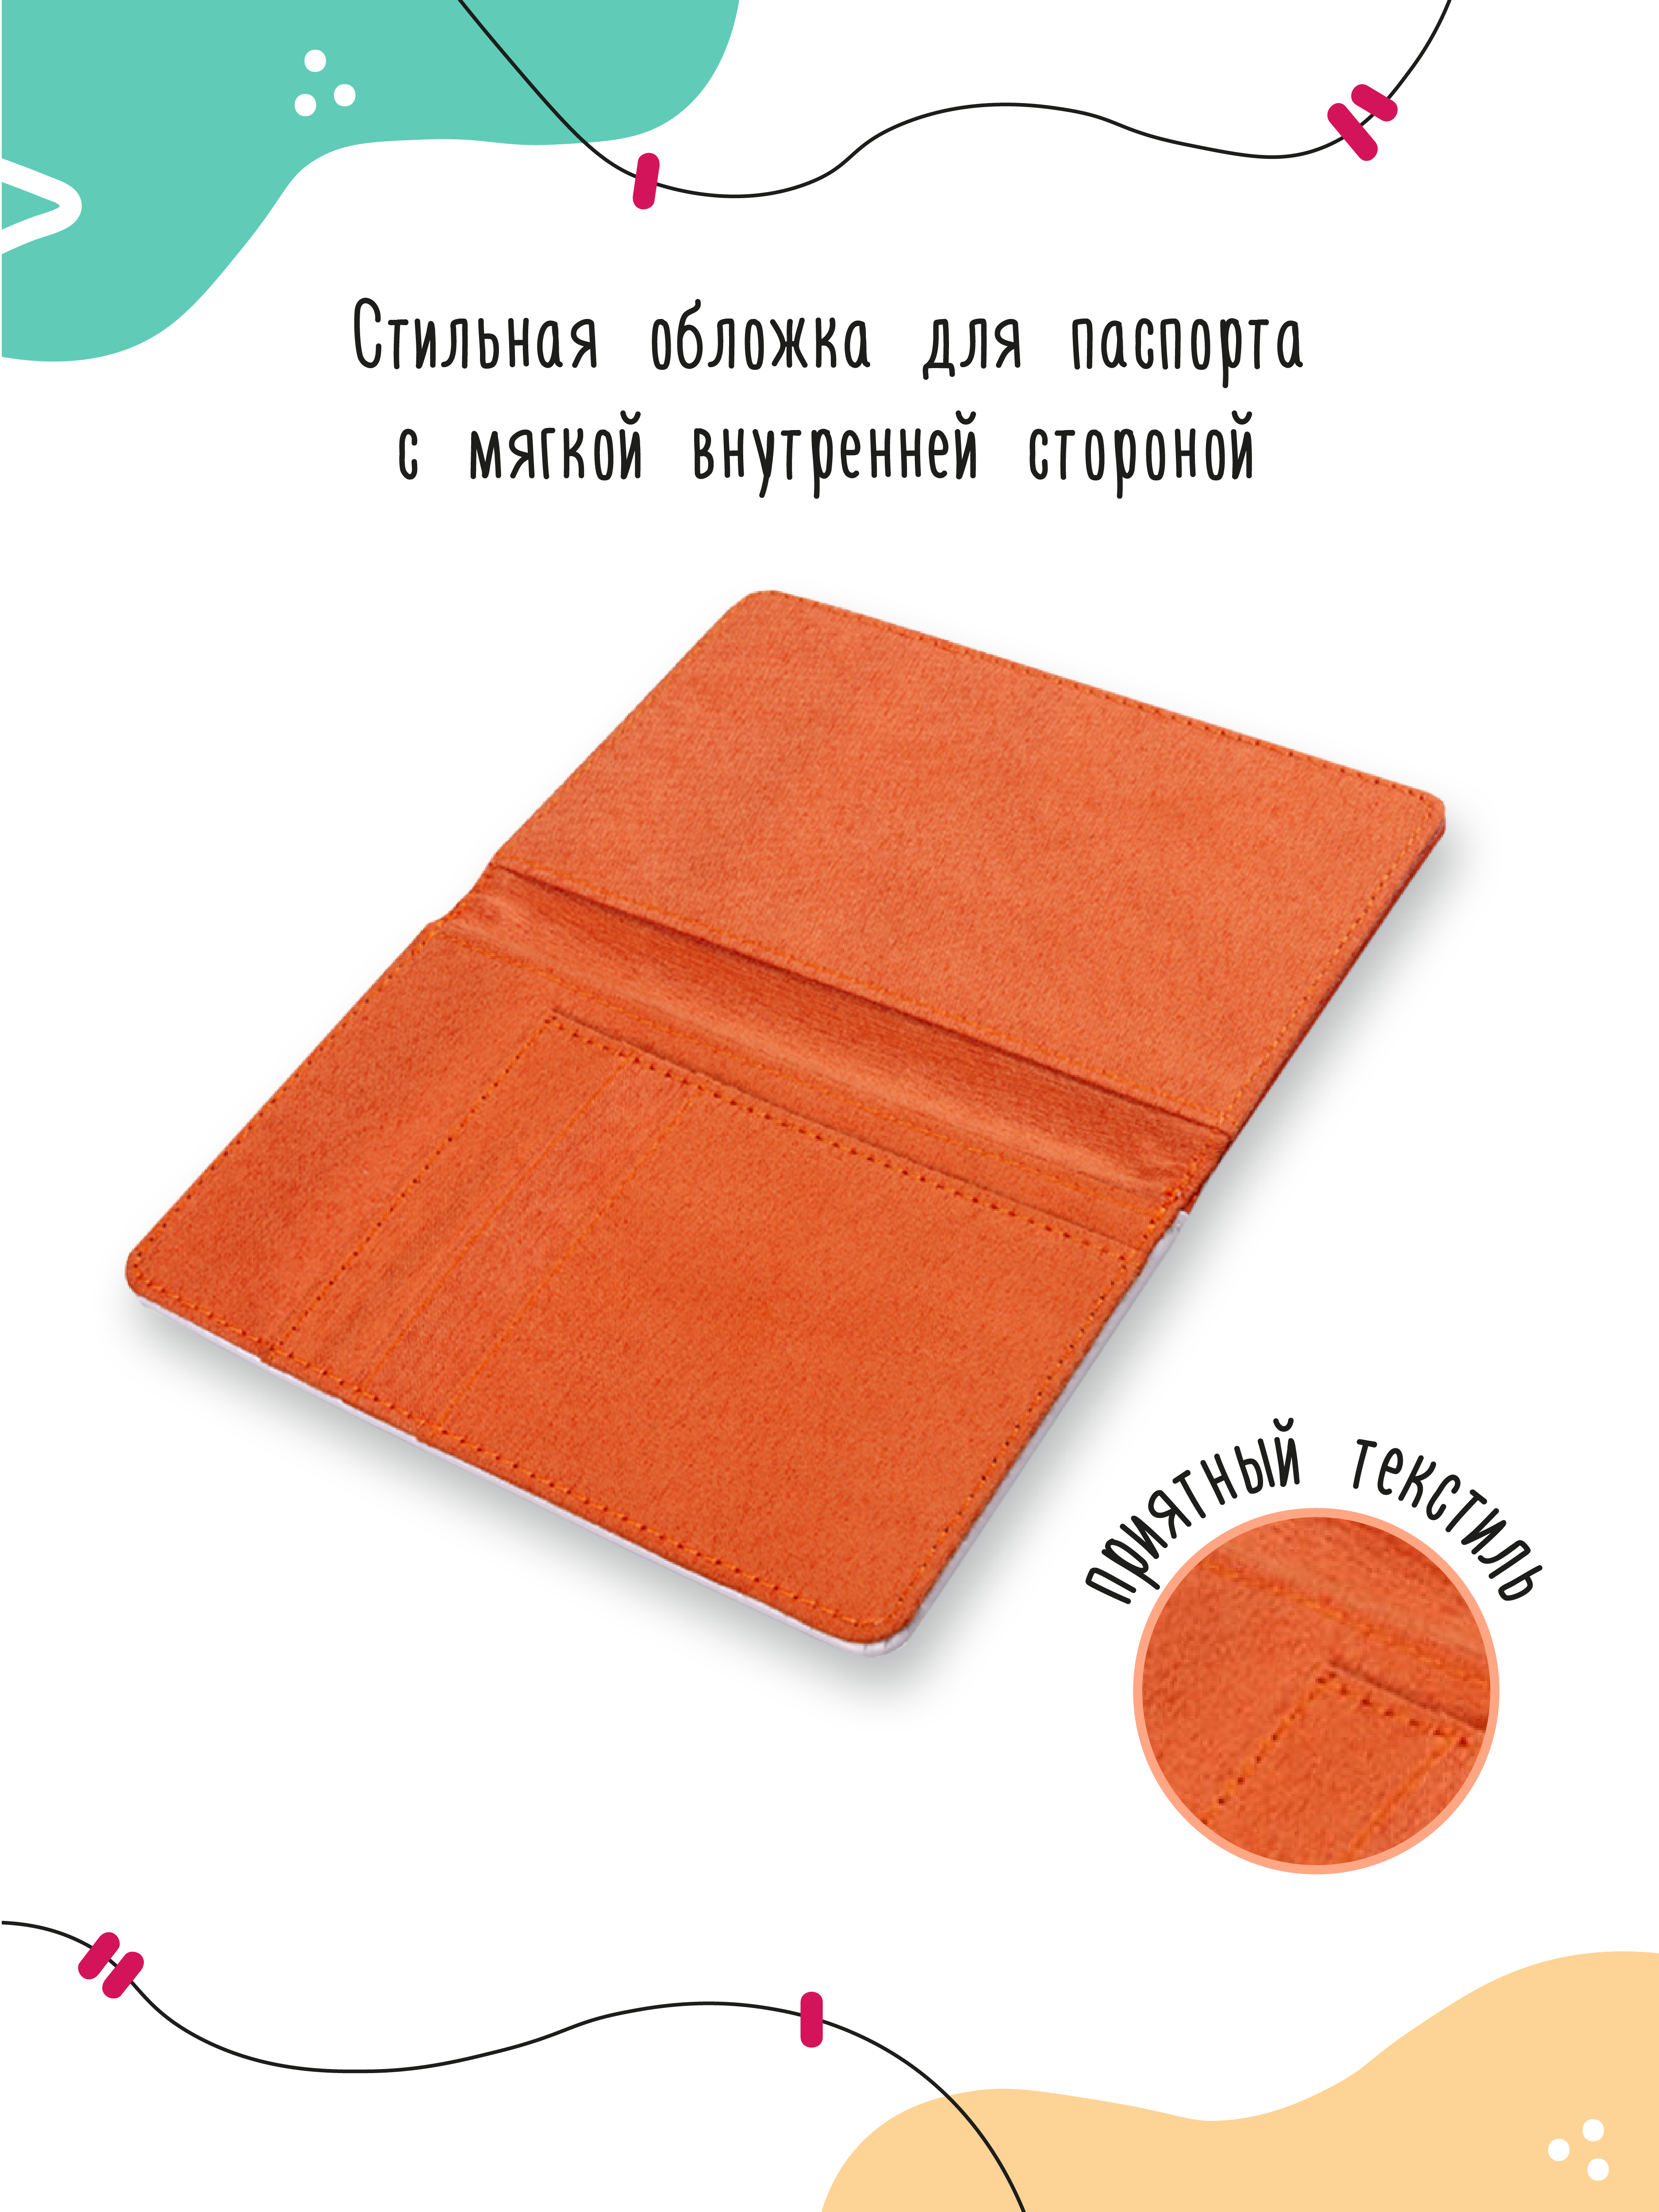 Стильная обложка для паспорта
с мягкой внутренней стороной
приятный текстиль